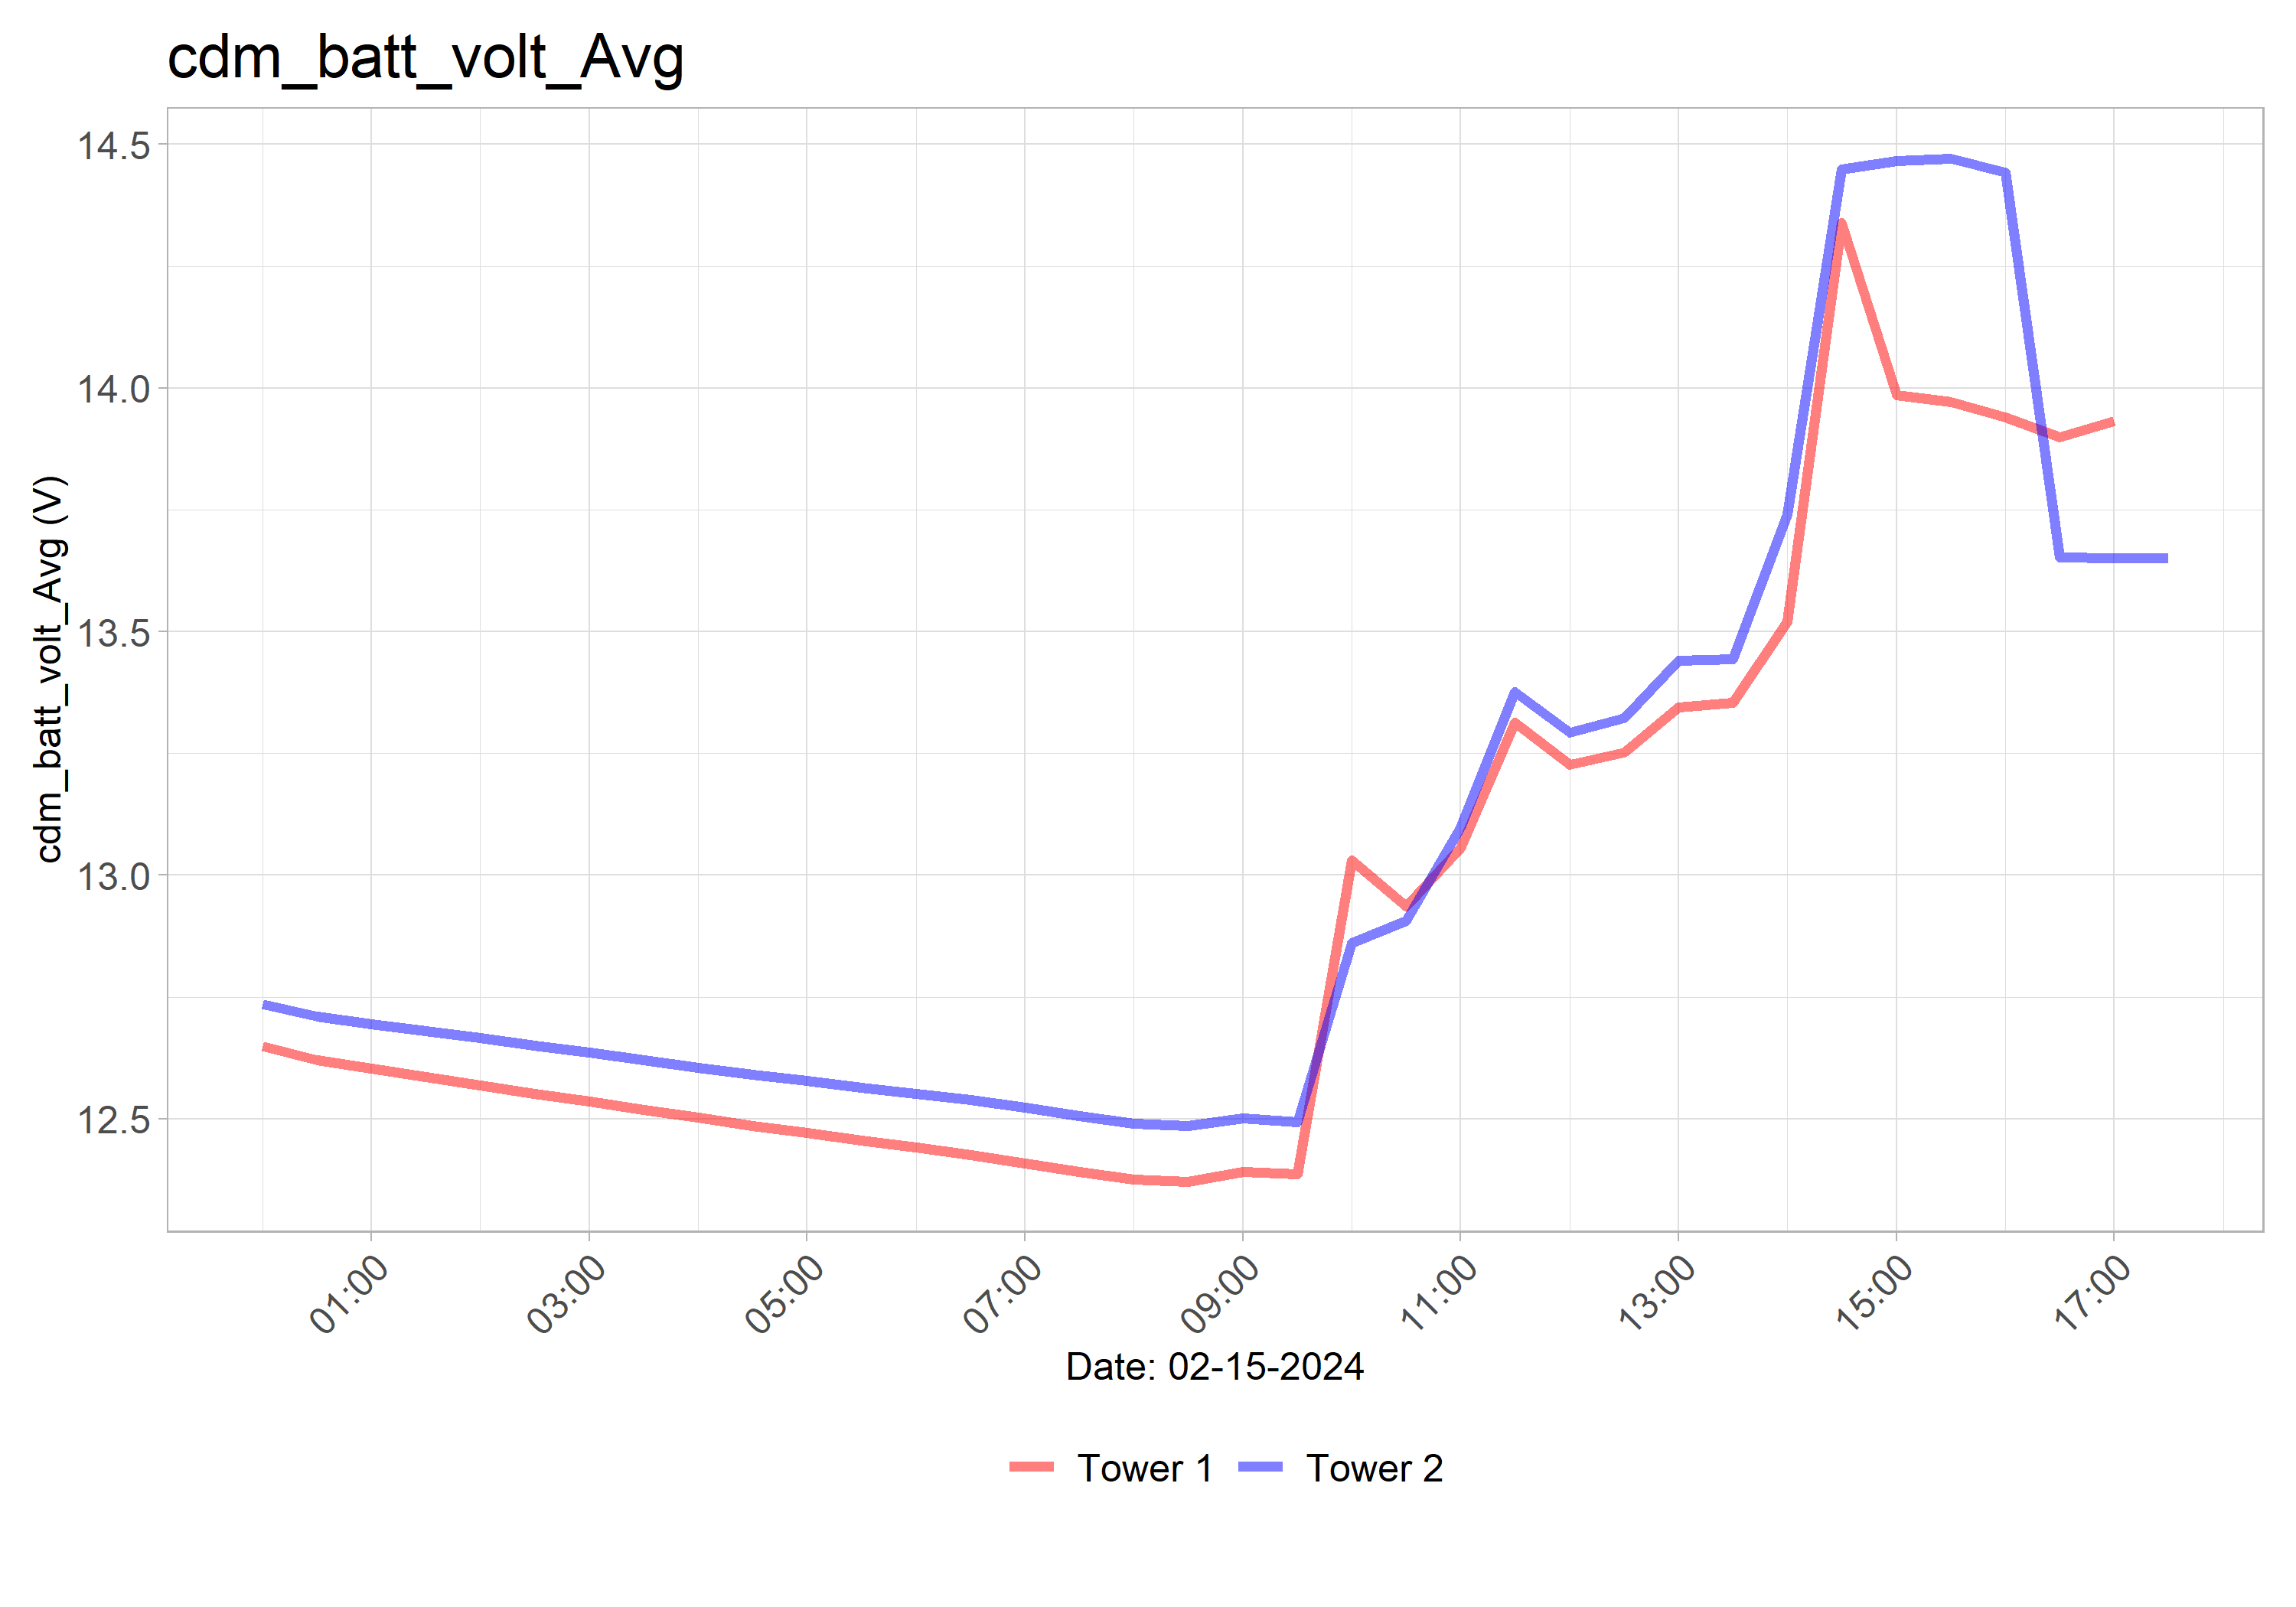 cdm_batt_volt_Avg
cdm_batt_volt_Avg (V)
14.5
14.0
13.5
13.0
12.5
01:00
03:00
05:00
07:00
09:00
11:00
13:00
15:00
17:00
Date: 02-15-2024
Tower 1
Tower 2